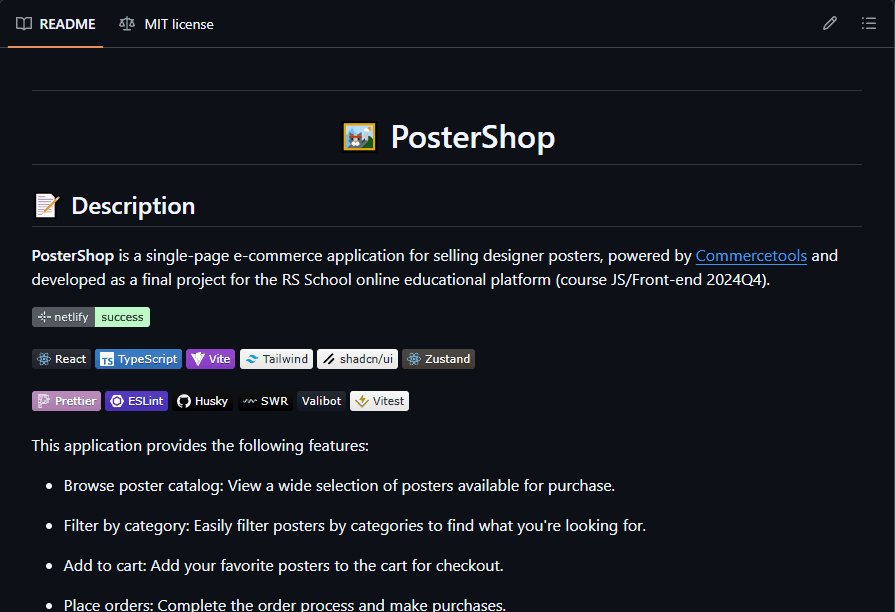 README MIT license
PosterShop
Description
PosterShop is a single-page e-commerce application for selling designer posters, powered by Commercetools and
developed as a final project for the RS School online educational platform (course JS/Front-end 2024Q4).
netlify success
React TS TypeScript Vite Tailwind shadcn/ui Zustand
Prettier ESLint Husky SWR Valibot Vitest
This application provides the following features:
• Browse poster catalog: View a wide selection of posters available for purchase.
• Filter by category: Easily filter posters by categories to find what you're looking for.
• Add to cart: Add your favorite posters to the cart for checkout.
• Place orders: Complete the order process and make purchases.